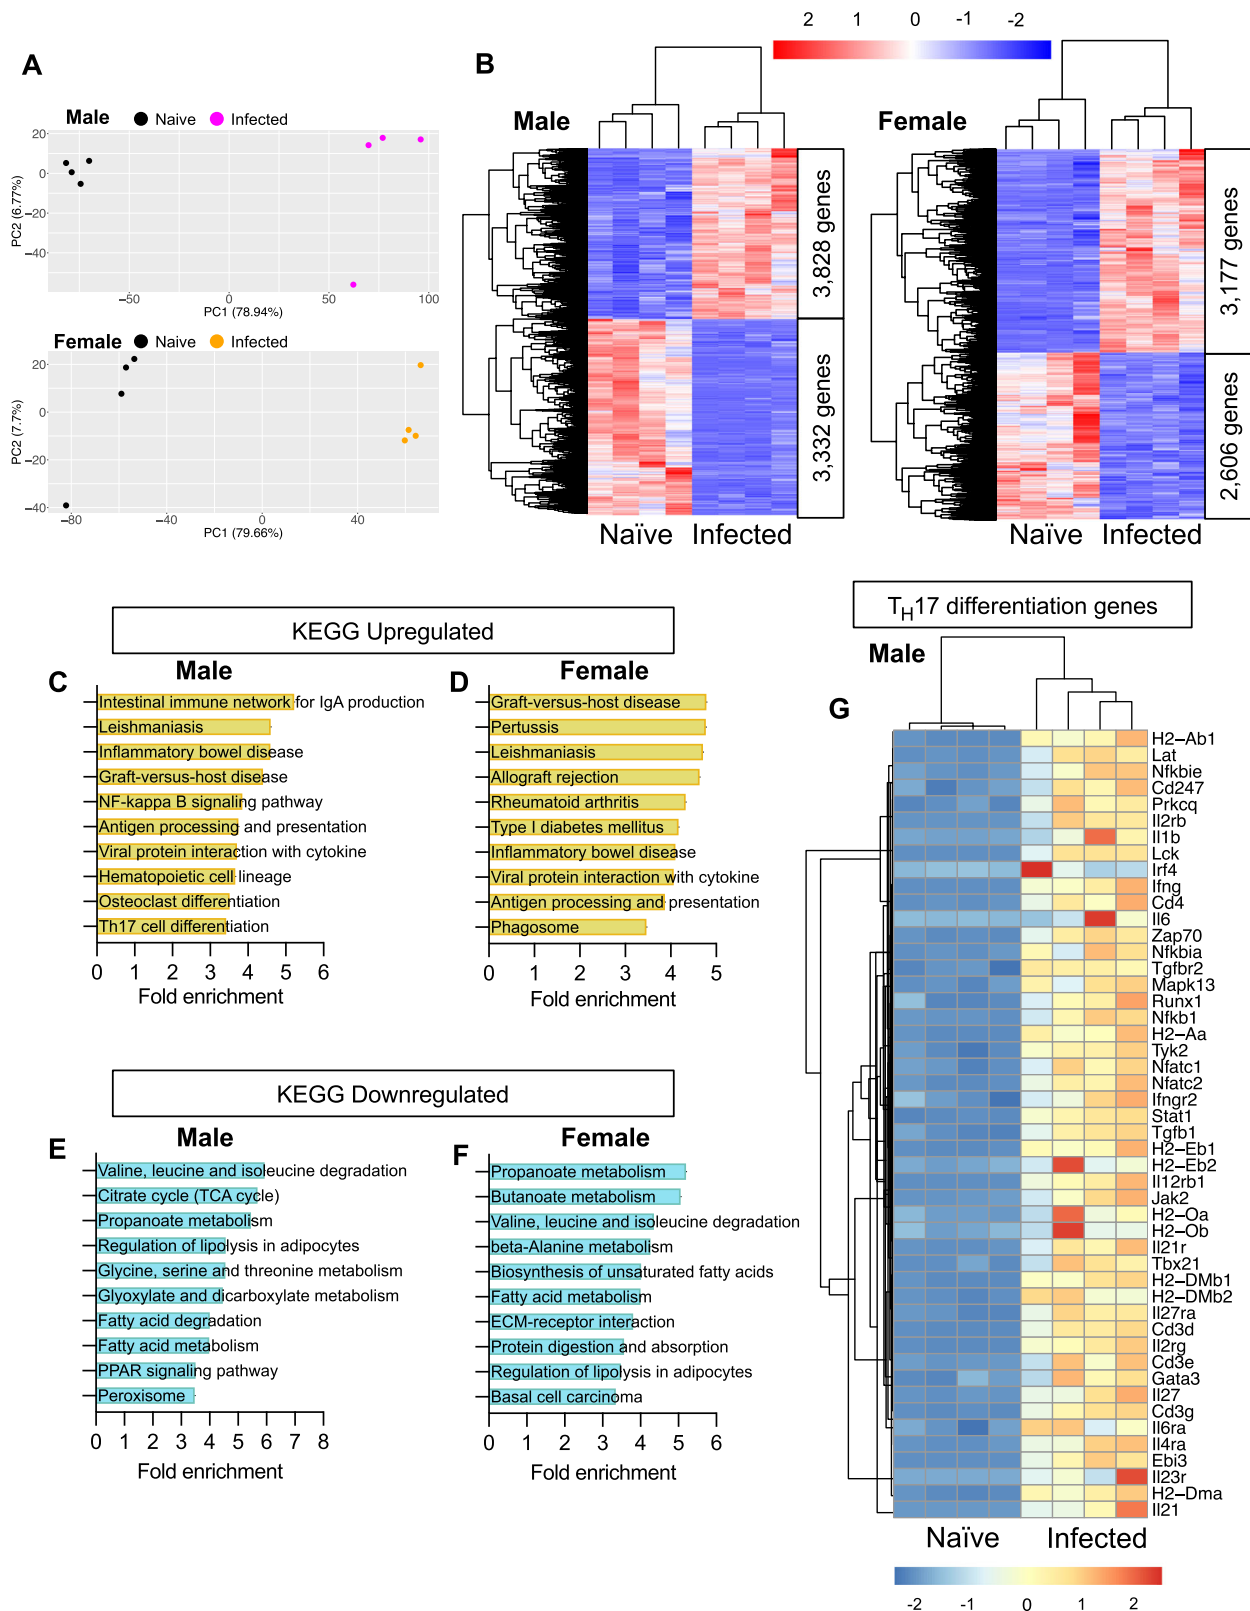 A
Male Naive Infected
20
0
−20
−40
PC2 (6.77%)
−50 0 50 100
PC1 (78.94%)
Female Naive Infected
20
0
−20
−40
PC2 (7.7%)
−80 −40 0 40
PC1 (79.66%)
B
2 1 0 -1 -2
Male
3,828 genes
3,332 genes
Naïve Infected
Female
3,177 genes
2,606 genes
Naïve Infected
KEGG Upregulated
C
Male
Intestinal immune network for IgA production
Leishmaniasis
Inflammatory bowel disease
Graft-versus-host disease
NF-kappa B signaling pathway
Antigen processing and presentation
Viral protein interaction with cytokine
Hematopoietic cell lineage
Osteoclast differentiation
Th17 cell differentiation
0 1 2 3 4 5 6
Fold enrichment
D
Female
Graft-versus-host disease
Pertussis
Leishmaniasis
Allograft rejection
Rheumatoid arthritis
Type I diabetes mellitus
Inflammatory bowel disease
Viral protein interaction with cytokine
Antigen processing and presentation
Phagosome
0 1 2 3 4 5
Fold enrichment
KEGG Downregulated
E
Male
Valine, leucine and isoleucine degradation
Citrate cycle (TCA cycle)
Propanoate metabolism
Regulation of lipolysis in adipocytes
Glycine, serine and threonine metabolism
Glyoxylate and dicarboxylate metabolism
Fatty acid degradation
Fatty acid metabolism
PPAR signaling pathway
Peroxisome
0 1 2 3 4 5 6 7 8
Fold enrichment
F
Female
Propanoate metabolism
Butanoate metabolism
Valine, leucine and isoleucine degradation
beta-Alanine metabolism
Biosynthesis of unsaturated fatty acids
Fatty acid metabolism
ECM-receptor interaction
Protein digestion and absorption
Regulation of lipolysis in adipocytes
Basal cell carcinoma
0 1 2 3 4 5 6
Fold enrichment
TH17 differentiation genes
Male
G
H2−Ab1
Lat
Nfkbie
Cd247
Prkcq
Il2rb
Il1b
Lck
Irf4
Ifng
Cd4
Il6
Zap70
Nfkbia
Tgfbr2
Mapk13
Runx1
Nfkb1
H2−Aa
Tyk2
Nfatc1
Nfatc2
Ifngr2
Stat1
Tgfb1
H2−Eb1
H2−Eb2
Il12rb1
Jak2
H2−Oa
H2−Ob
Il21r
Tbx21
H2−DMb1
H2−DMb2
Il27ra
Cd3d
Il2rg
Cd3e
Gata3
Il27
Cd3g
Il6ra
Il4ra
Ebi3
Il23r
H2−Dma
Il21
Naïve Infected
-2 -1 0 1 2